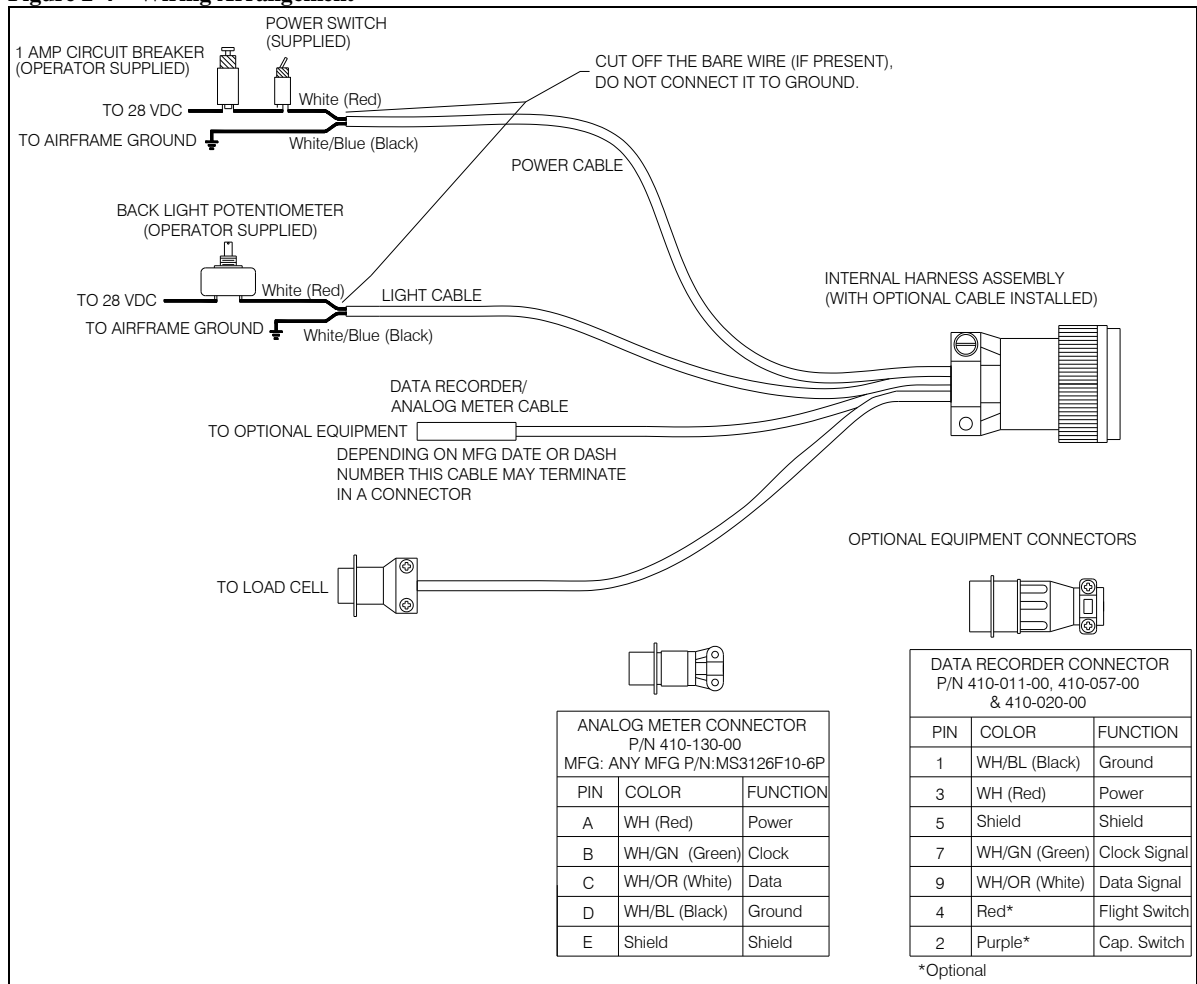 1 AMP CIRCUIT BREAKER
(OPERATOR SUPPLIED)
POWER SWITCH
(SUPPLIED)
CUT OFF THE BARE WIRE (IF PRESENT),
DO NOT CONNECT IT TO GROUND.
TO 28 VDC
White (Red)
TO AIRFRAME GROUND
White/Blue (Black)
POWER CABLE
BACK LIGHT POTENTIOMETER
(OPERATOR SUPPLIED)
TO 28 VDC
White (Red)
LIGHT CABLE
TO AIRFRAME GROUND
White/Blue (Black)
INTERNAL HARNESS ASSEMBLY
(WITH OPTIONAL CABLE INSTALLED)
DATA RECORDER/
ANALOG METER CABLE
TO OPTIONAL EQUIPMENT
DEPENDING ON MFG DATE OR DASH
NUMBER THIS CABLE MAY TERMINATE
IN A CONNECTOR
TO LOAD CELL
OPTIONAL EQUIPMENT CONNECTORS
ANALOG METER CONNECTOR
P/N 410-130-00
MFG: ANY MFG P/N:MS3126F10-6P
PIN COLOR FUNCTION
A WH (Red) Power
B WH/GN (Green) Clock
C WH/OR (White) Data
D WH/BL (Black) Ground
E Shield Shield
DATA RECORDER CONNECTOR
P/N 410-011-00, 410-057-00
& 410-020-00
PIN COLOR FUNCTION
1 WH/BL (Black) Ground
3 WH (Red) Power
5 Shield Shield
7 WH/GN (Green) Clock Signal
9 WH/OR (White) Data Signal
4 Red* Flight Switch
2 Purple* Cap. Switch
*Optional